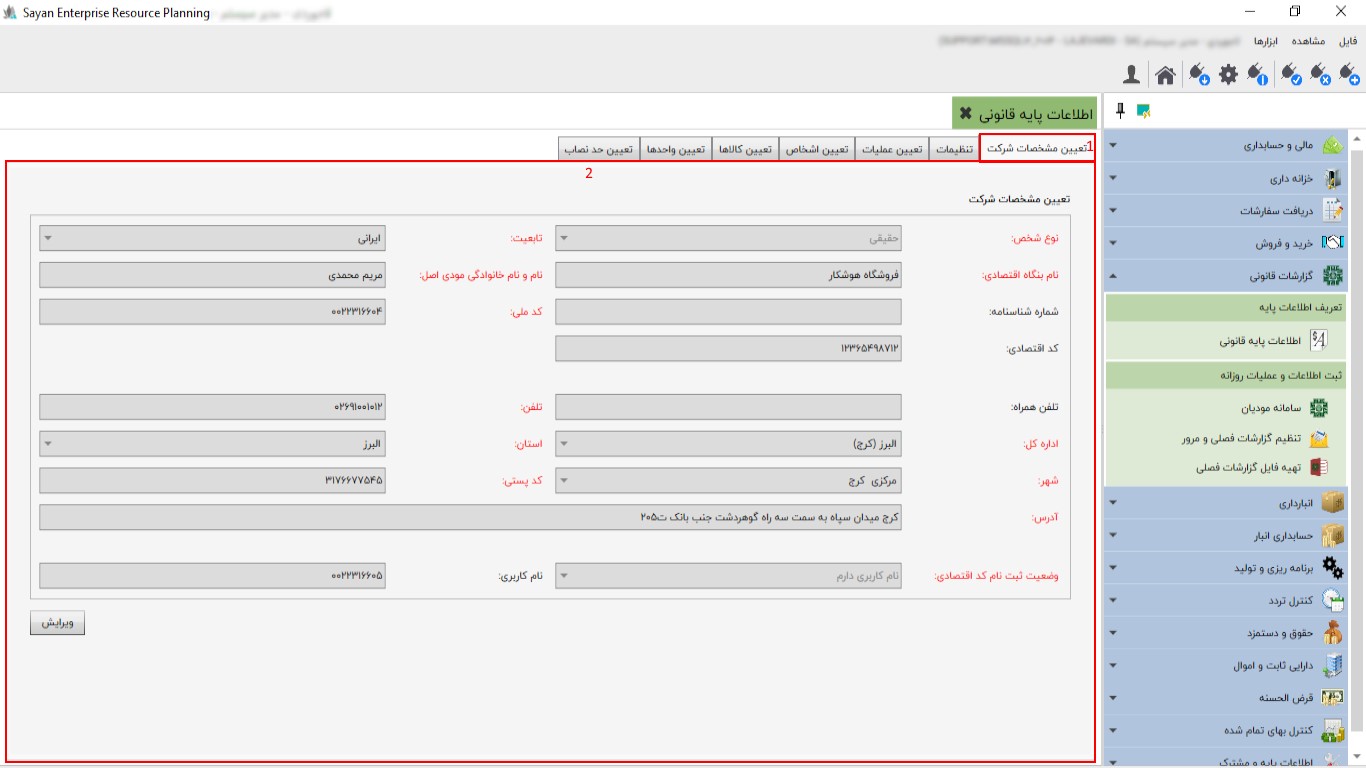 Sayan Enterprise Resource Planning
فایل مشاهده ابزارها
اطلاعات پایه قانونی
1 تعیین مشخصات شرکت تنظیمات تعیین عملیات تعیین اشخاص تعیین کالاها تعیین واحدها تعیین حد نصاب
2
تعیین مشخصات شرکت
نوع شخص: حقیقی تابعیت: ایرانی
نام بنگاه اقتصادی: فروشگاه هوشکار نام و نام خانوادگی مودی اصل: مریم محمدی
شماره شناسنامه: کد ملی: ۰۰۲۲۳۱۶۶۰۴
کد اقتصادی: ۱۲۳۶۵۴۹۸۷۱۲
تلفن همراه: تلفن: ۰۲۶۹۱۰۰۱۰۱۲
اداره کل: البرز (کرج) استان: البرز
شهر: مرکزی کرج کد پستی: ۳۱۷۶۶۷۷۵۴۵
آدرس: کرج میدان سپاه به سمت سه راه گوهردشت جنب بانک ت۲۰۵
وضعیت ثبت نام کد اقتصادی: نام کاربری دارم نام کاربری: ۰۰۲۲۳۱۶۶۰۵
ویرایش
مالی و حسابداری
خزانه داری
دریافت سفارشات
خرید و فروش
گزارشات قانونی
تعریف اطلاعات پایه
اطلاعات پایه قانونی
ثبت اطلاعات و عملیات روزانه
سامانه مودیان
تنظیم گزارشات فصلی و مرور
تهیه فایل گزارشات فصلی
انبارداری
حسابداری انبار
برنامه ریزی و تولید
کنترل تردد
حقوق و دستمزد
دارایی ثابت و اموال
قرض الحسنه
کنترل بهای تمام شده
اطلاعات پایه و مشترک